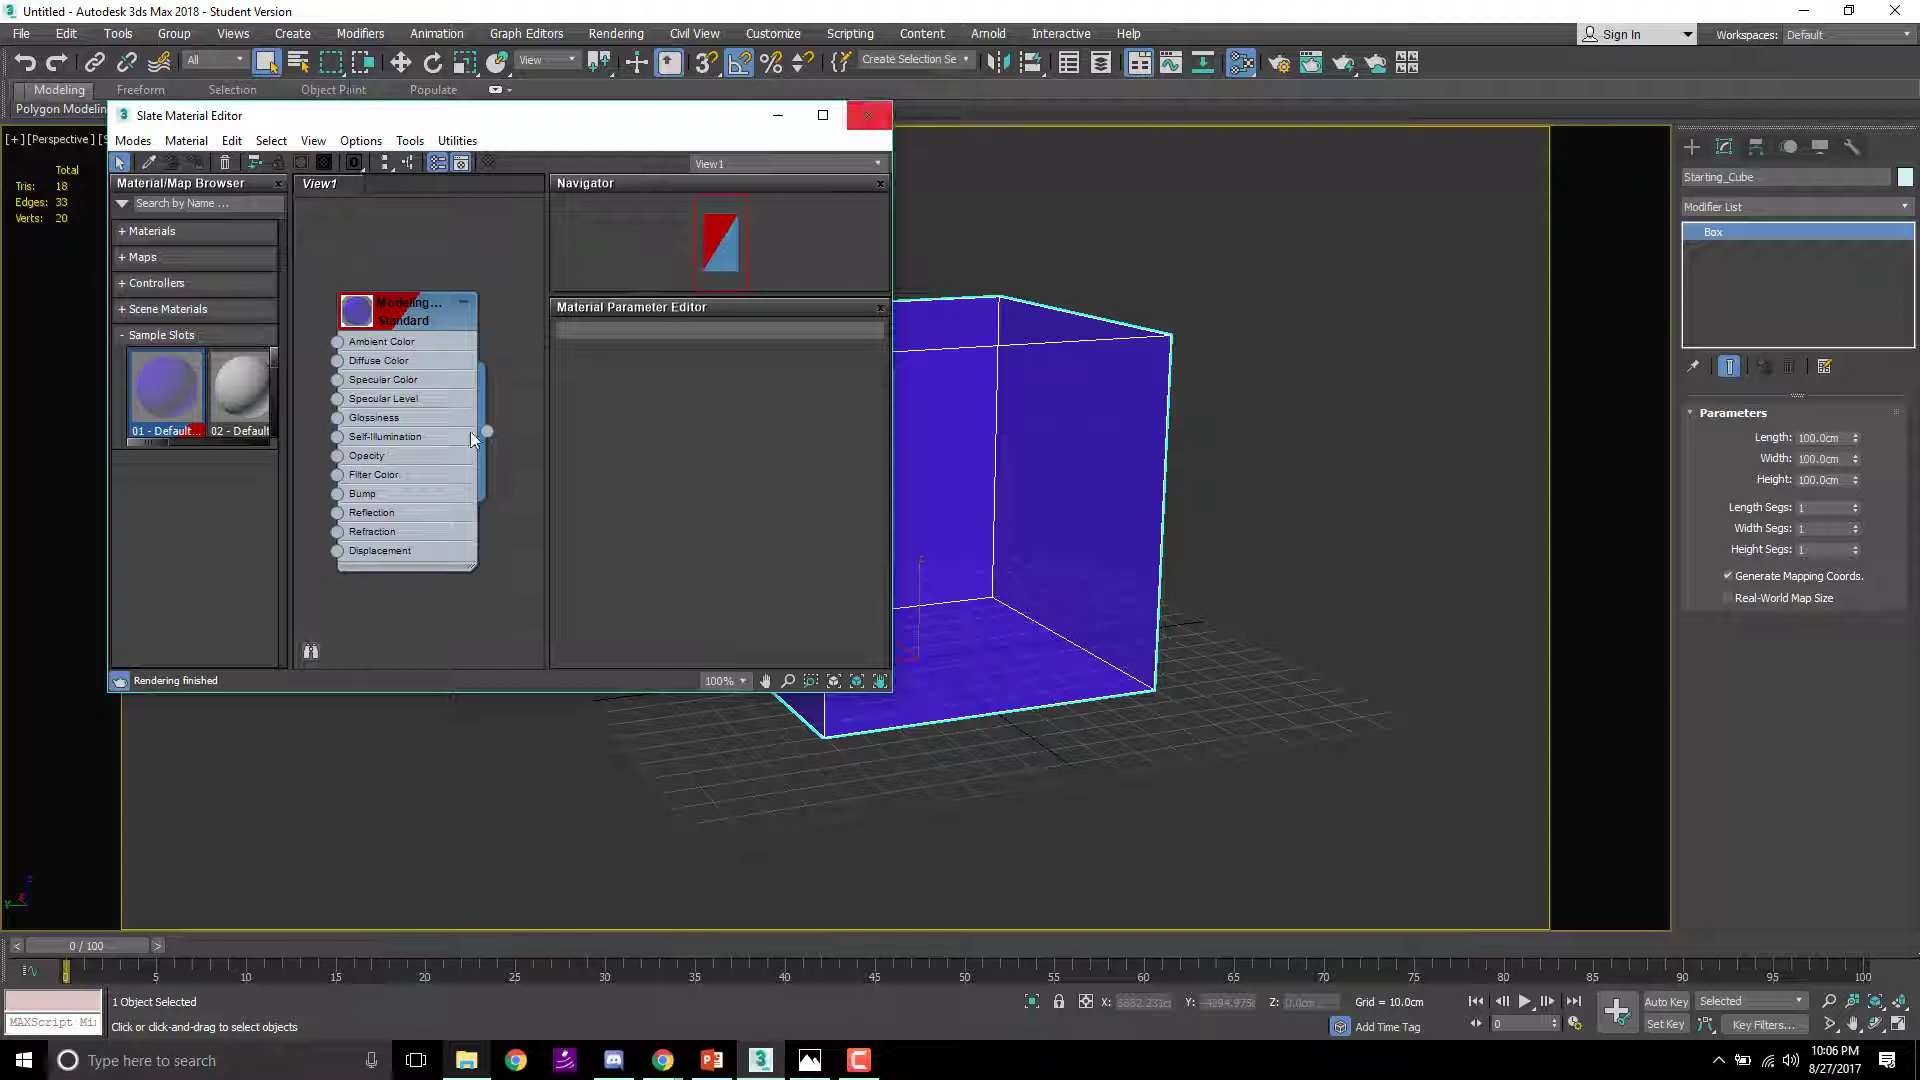 Untitled - Autodesk 3ds Max 2018 - Student Version
File Edit Tools Group Views Create Modifiers Animation Graph Editors Rendering Civil View Customize Scripting Content Arnold Interactive Help
Sign In
Workspaces: Default
All
View
Create Selection Se
Modeling Freeform Selection Object Paint Populate
Polygon Modelin
[+] [Perspective]
Total
Tris: 18
Edges: 33
Verts: 20
Slate Material Editor
Modes Material Edit Select View Options Tools Utilities
View1
Material/Map Browser
Search by Name ...
+ Materials
+ Maps
+ Controllers
+ Scene Materials
- Sample Slots
01 - Default... 02 - Default
View1
Modeling...
Standard
Ambient Color
Diffuse Color
Specular Color
Specular Level
Glossiness
Self-Illumination
Opacity
Filter Color
Bump
Reflection
Refraction
Displacement
Navigator
Material Parameter Editor
Rendering finished
100%
Starting_Cube
Modifier List
Box
Parameters
Length: 100.0cm
Width: 100.0cm
Height: 100.0cm
Length Segs: 1
Width Segs: 1
Height Segs: 1
Generate Mapping Coords.
Real-World Map Size
< 0 / 100 >
0 5 10 15 20 25 30 35 40 45 50 55 60 65 70 75 80 85 90 95 100
1 Object Selected
Click or click-and-drag to select objects
MAXScript Mi
X: Y: Z: 0.0cm Grid = 10.0cm
Add Time Tag
0
Auto Key Selected
Set Key Key Filters...
Type here to search
10:06 PM
8/27/2017